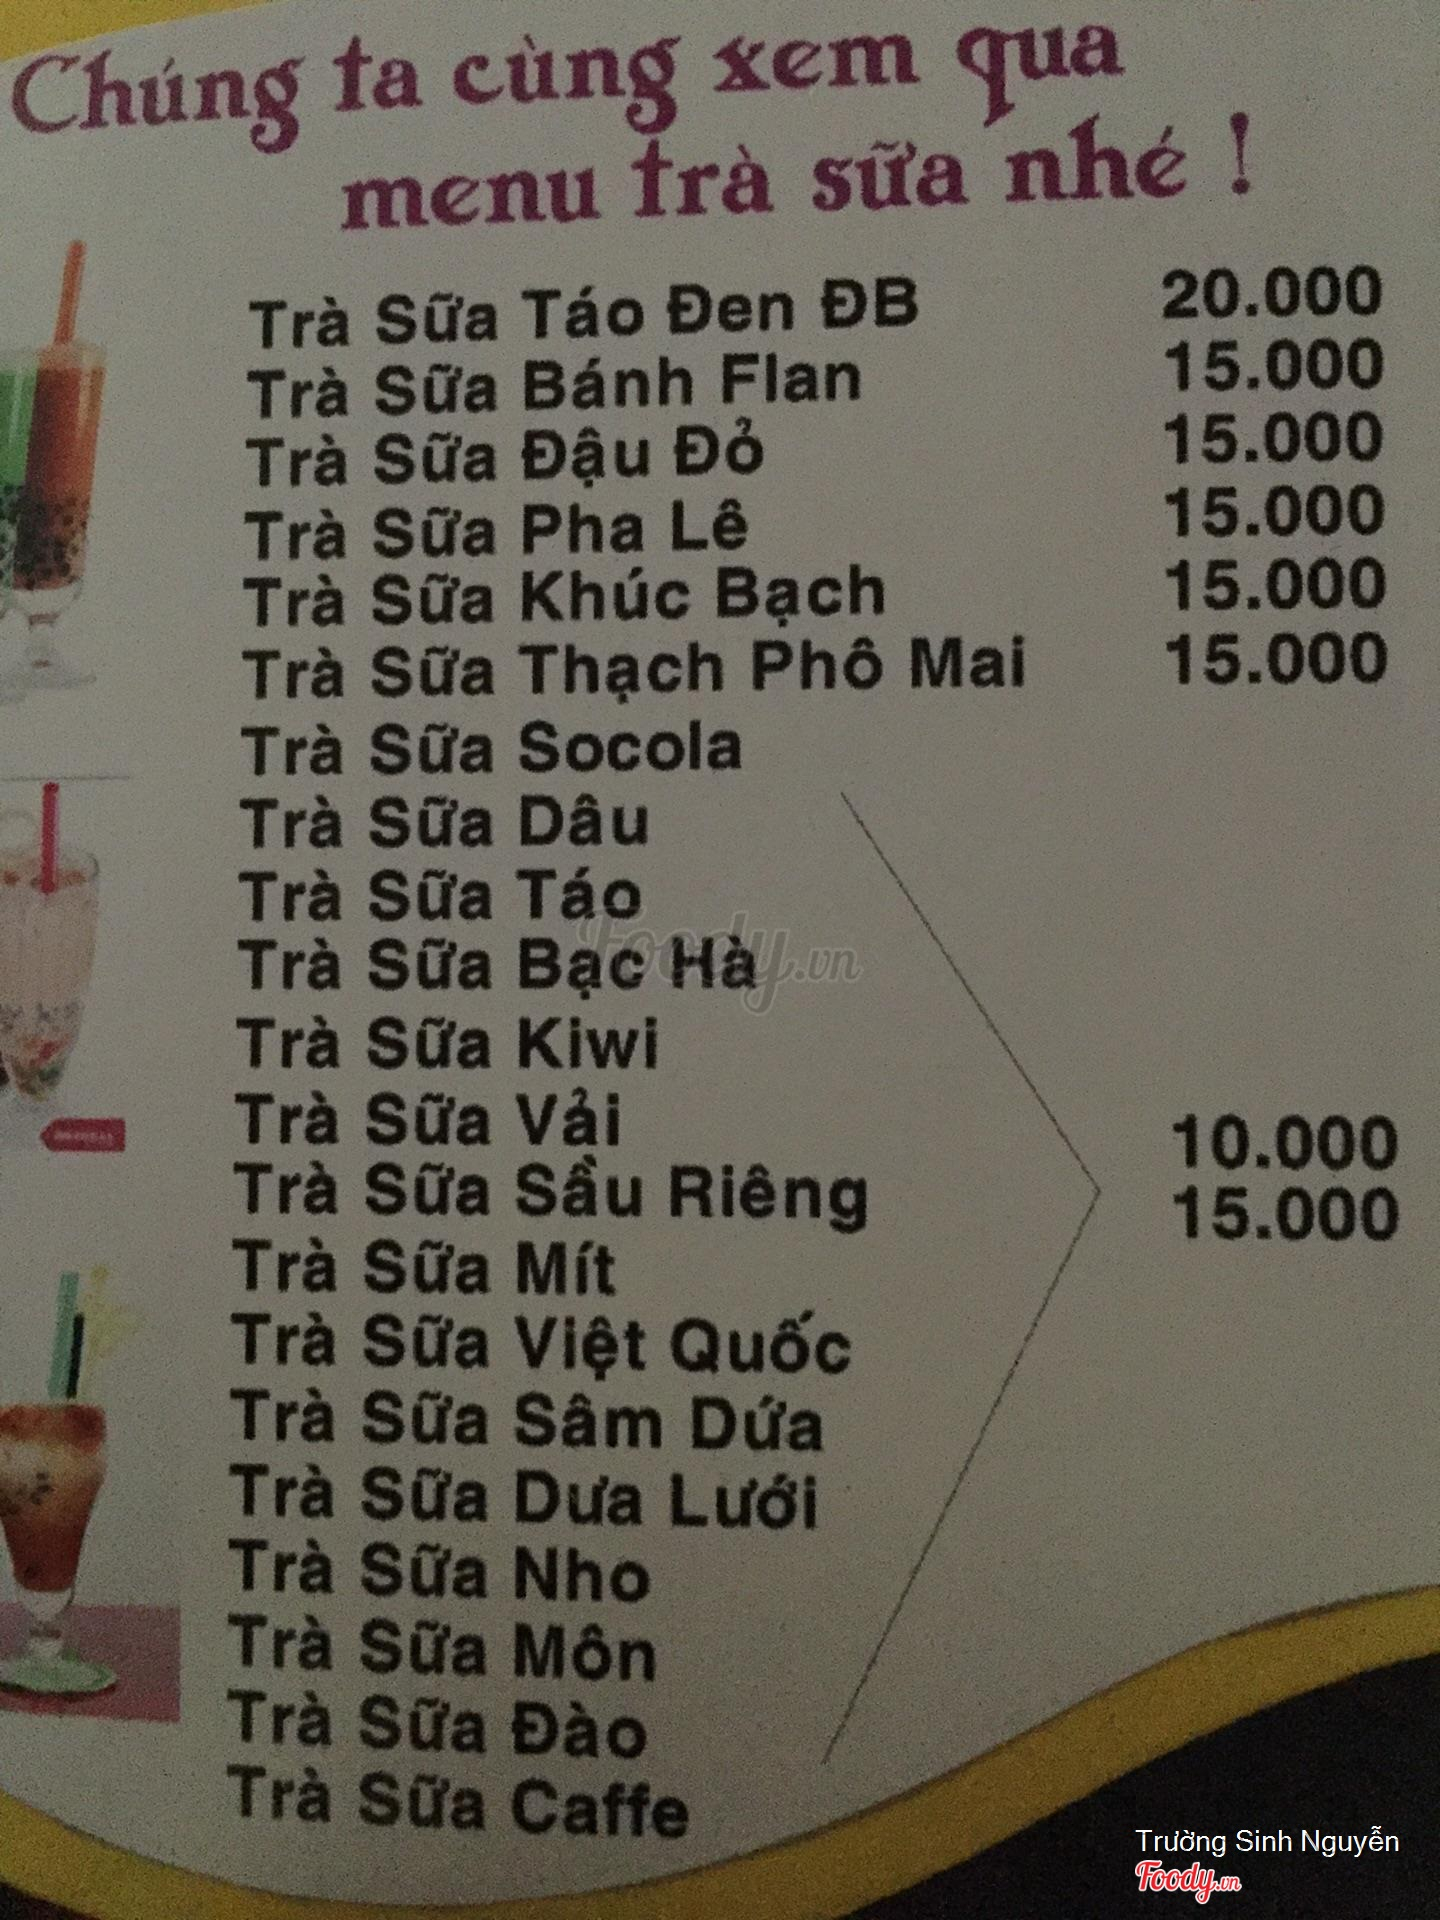 Chúng ta cùng xem qua
menu trà sữa nhé !
Trà Sữa Táo Đen ĐB 20.000
Trà Sữa Bánh Flan 15.000
Trà Sữa Đậu Đỏ 15.000
Trà Sữa Pha Lê 15.000
Trà Sữa Khúc Bạch 15.000
Trà Sữa Thạch Phô Mai 15.000
Trà Sữa Socola
Trà Sữa Dâu
Trà Sữa Táo
Trà Sữa Bạc Hà
Trà Sữa Kiwi
Trà Sữa Vải
Trà Sữa Sầu Riêng
Trà Sữa Mít
Trà Sữa Việt Quốc
Trà Sữa Sâm Dứa
Trà Sữa Dưa Lưới
Trà Sữa Nho
Trà Sữa Môn
Trà Sữa Đào
Trà Sữa Caffe
10.000
15.000
Foody.vn
Trường Sinh Nguyễn
Foody.vn